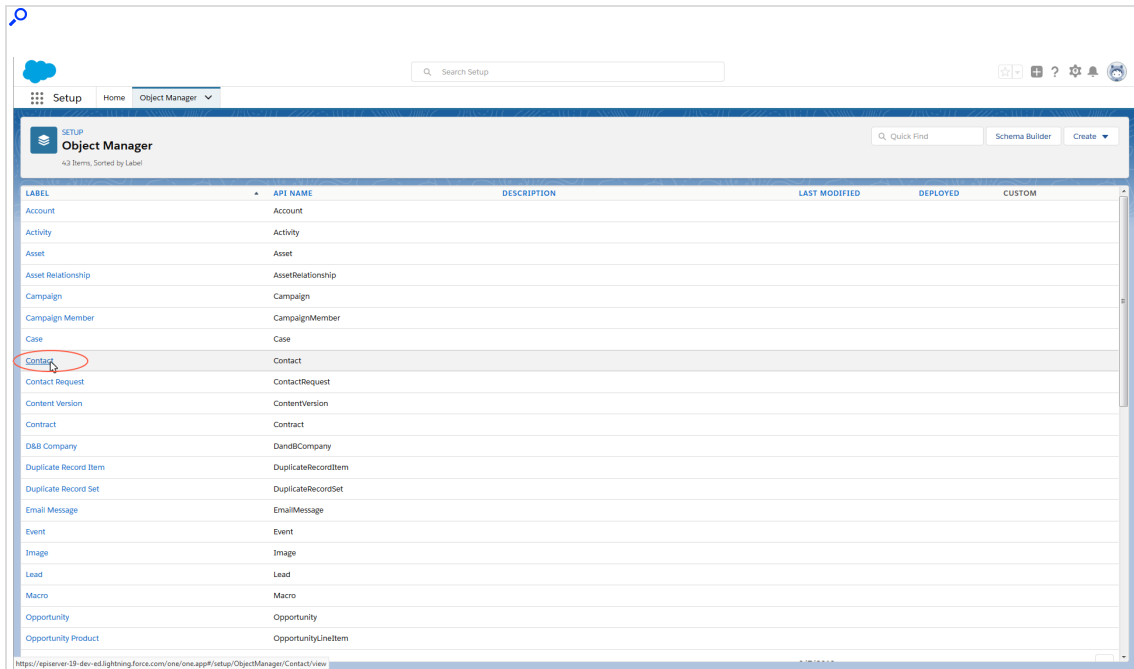 Search Setup
Setup Home Object Manager
SETUP
Object Manager
43 Items, Sorted by Label
Quick Find
Schema Builder
Create
LABEL API NAME DESCRIPTION LAST MODIFIED DEPLOYED CUSTOM
Account Account
Activity Activity
Asset Asset
Asset Relationship AssetRelationship
Campaign Campaign
Campaign Member CampaignMember
Case Case
Contact Contact
Contact Request ContactRequest
Content Version ContentVersion
Contract Contract
D&B Company DandBCompany
Duplicate Record Item DuplicateRecordItem
Duplicate Record Set DuplicateRecordSet
Email Message EmailMessage
Event Event
Image Image
Lead Lead
Macro Macro
Opportunity Opportunity
Opportunity Product OpportunityLineItem
https://episerver-19-dev-ed.lightning.force.com/one/one.app#/setup/ObjectManager/Contact/view